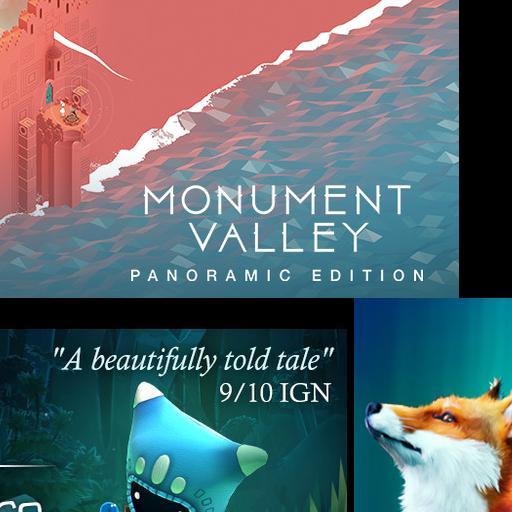 MONUMENT
VALLEY
PANORAMIC EDITION
"A beautifully told tale"
9/10 IGN